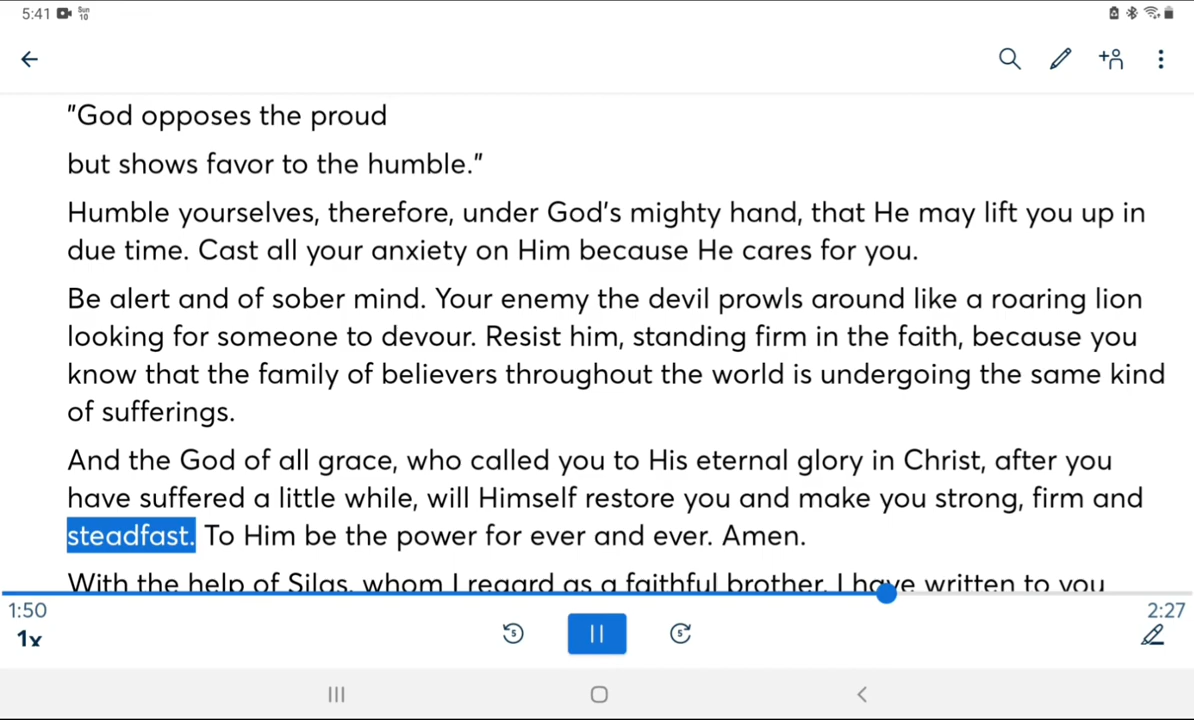 5:41 Sun 10
"God opposes the proud
but shows favor to the humble."
Humble yourselves, therefore, under God's mighty hand, that He may lift you up in
due time. Cast all your anxiety on Him because He cares for you.
Be alert and of sober mind. Your enemy the devil prowls around like a roaring lion
looking for someone to devour. Resist him, standing firm in the faith, because you
know that the family of believers throughout the world is undergoing the same kind
of sufferings.
And the God of all grace, who called you to His eternal glory in Christ, after you
have suffered a little while, will Himself restore you and make you strong, firm and
steadfast. To Him be the power for ever and ever. Amen.
With the help of Silas, whom I regard as a faithful brother, I have written to you
1:50 2:27
1x 5 5